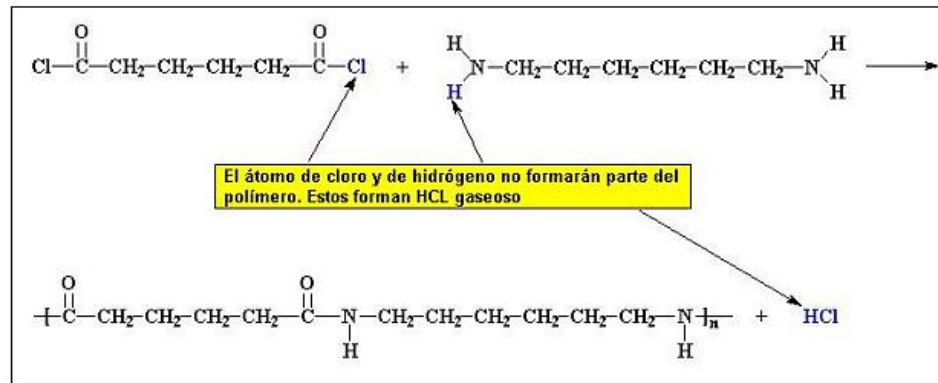 O O H H
Cl—C—CH₂—CH₂—CH₂—CH₂—C—Cl + N—CH₂—CH₂—CH₂—CH₂—CH₂—CH₂—N
H H
El átomo de cloro y de hidrógeno no formarán parte del
polímero. Estos forman HCL gaseoso
O O
[C—CH₂—CH₂—CH₂—CH₂—C—N—CH₂—CH₂—CH₂—CH₂—CH₂—CH₂—N]n + HCl
H H